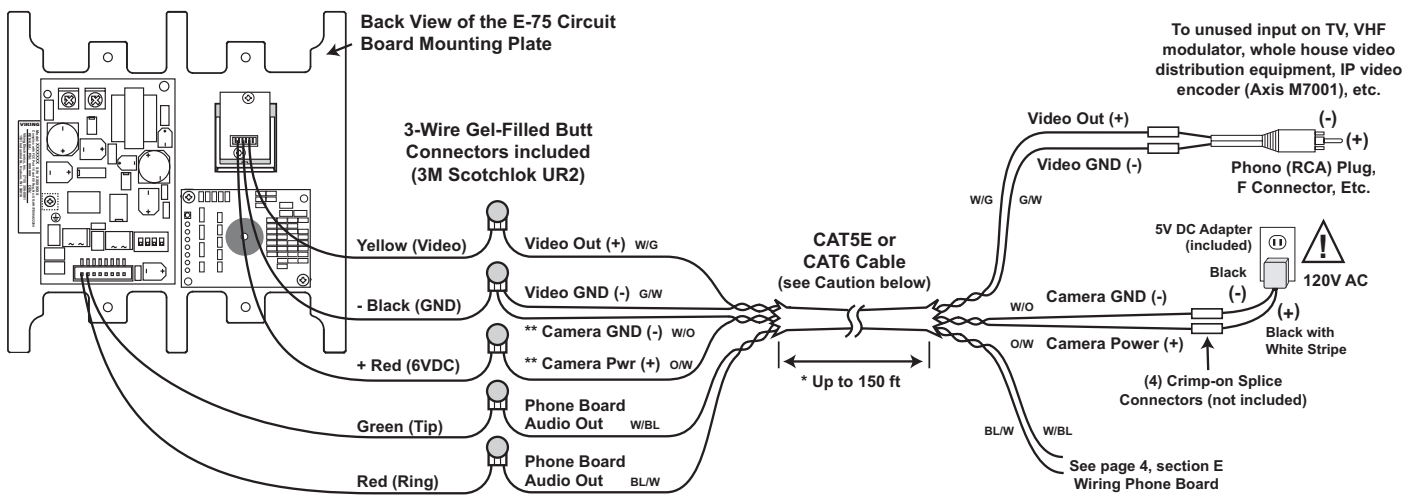 Back View of the E-75 Circuit
Board Mounting Plate
VIKING
3-Wire Gel-Filled Butt
Connectors included
(3M Scotchlok UR2)
Yellow (Video)
Video Out (+) W/G
- Black (GND)
Video GND (-) G/W
** Camera GND (-) W/O
+ Red (6VDC)
** Camera Pwr (+) O/W
Green (Tip)
Phone Board
Audio Out W/BL
Red (Ring)
Phone Board
Audio Out BL/W
CAT5E or
CAT6 Cable
(see Caution below)
* Up to 150 ft
To unused input on TV, VHF
modulator, whole house video
distribution equipment, IP video
encoder (Axis M7001), etc.
Video Out (+)
Video GND (-)
(-)
(+)
Phono (RCA) Plug,
F Connector, Etc.
W/G
G/W
5V DC Adapter
(included)
!
120V AC
Black
(-)
(+)
Black with
White Stripe
W/O
Camera GND (-)
O/W
Camera Power (+)
(4) Crimp-on Splice
Connectors (not included)
BL/W
W/BL
See page 4, section E
Wiring Phone Board